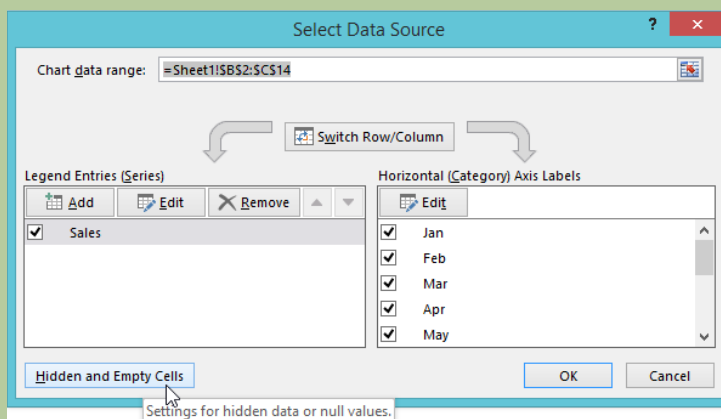 Select Data Source
? ×
Chart data range: =Sheet1!$B$2:$C$14
Switch Row/Column
Legend Entries (Series)
Add Edit Remove
Sales
Horizontal (Category) Axis Labels
Edit
Jan
Feb
Mar
Apr
May
Hidden and Empty Cells
OK Cancel
Settings for hidden data or null values.